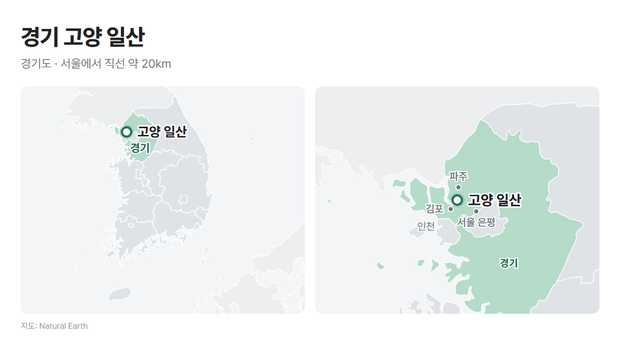 경기 고양 일산
경기도 · 서울에서 직선 약 20km
고양 일산
경기
파주
고양 일산
김포
서울 은평
인천
경기
지도: Natural Earth